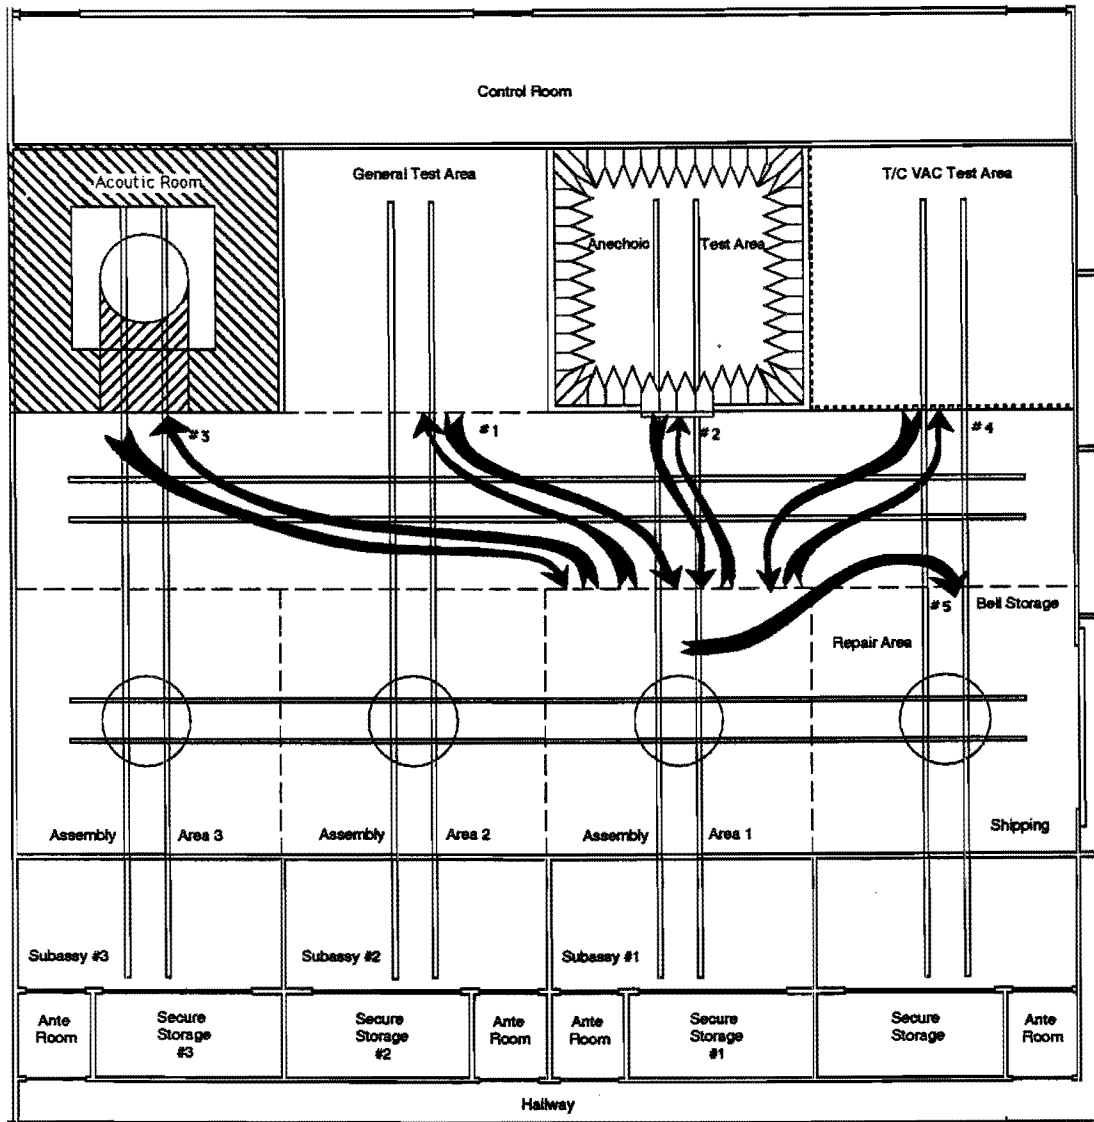 Control Room
Acoutic Room
General Test Area
T/C VAC Test Area
Anechoic
Test Area
#3
#1
#2
#4
#5
Bell Storage
Repair Area
Assembly
Area 3
Assembly
Area 2
Assembly
Area 1
Shipping
Subassy #3
Subassy #2
Subassy #1
Ante
Room
Secure
Storage
#3
Secure
Storage
#2
Ante
Room
Ante
Room
Secure
Storage
#1
Secure
Storage
Ante
Room
Hallway